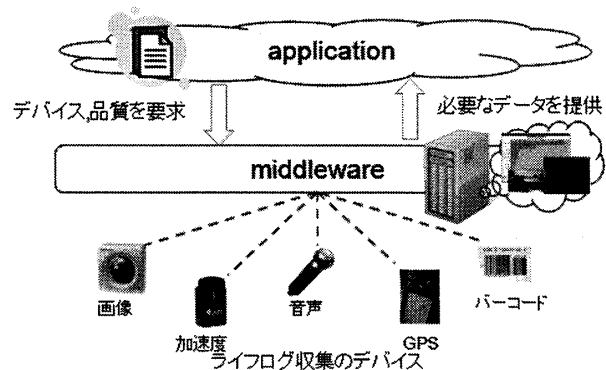 application
デバイス,品質を要求
必要なデータを提供
middleware
画像
加速度
音声
GPS
バーコード
ライフログ収集のデバイス